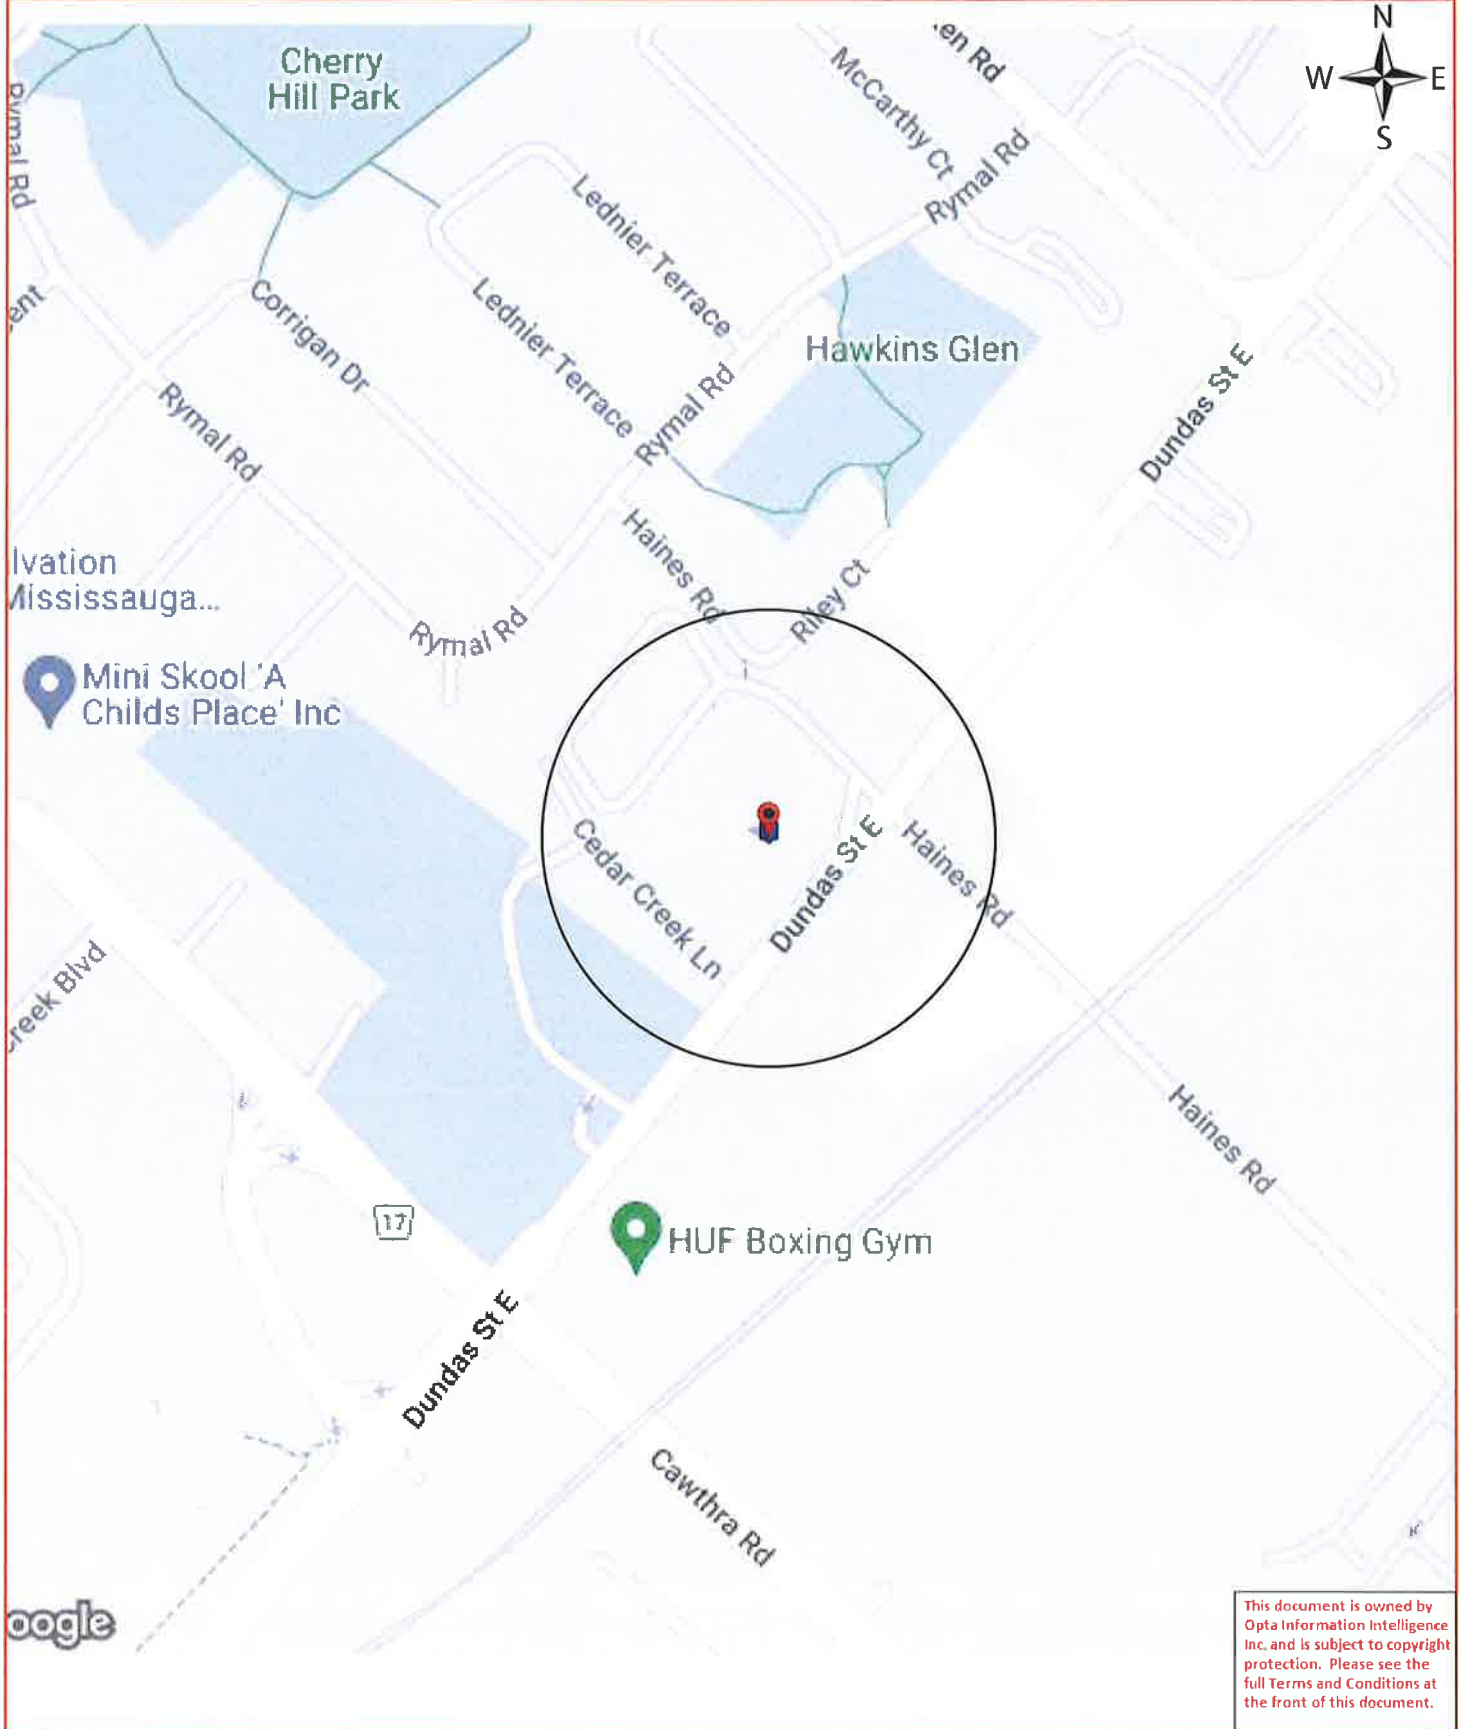 N
W E
S
Cherry
Hill Park
.en Rd
McCarthy Ct
Rymal Rd
Rymal Rd
Lednier Terrace
Lednier Terrace
ent
Corrigan Dr
Hawkins Glen
Rymal Rd
Dundas St E
Rymal Rd
Haines Rd
lvation
Mississauga...
Riley Ct
Rymal Rd
Mini Skool 'A
Childs Place' Inc
Cedar Creek Ln
Dundas St E
Haines Rd
reek Blvd
Haines Rd
17
HUF Boxing Gym
Dundas St E
Cawthra Rd
oogle
This document is owned by
Opta Information Intelligence
Inc. and is subject to copyright
protection. Please see the
full Terms and Conditions at
the front of this document.